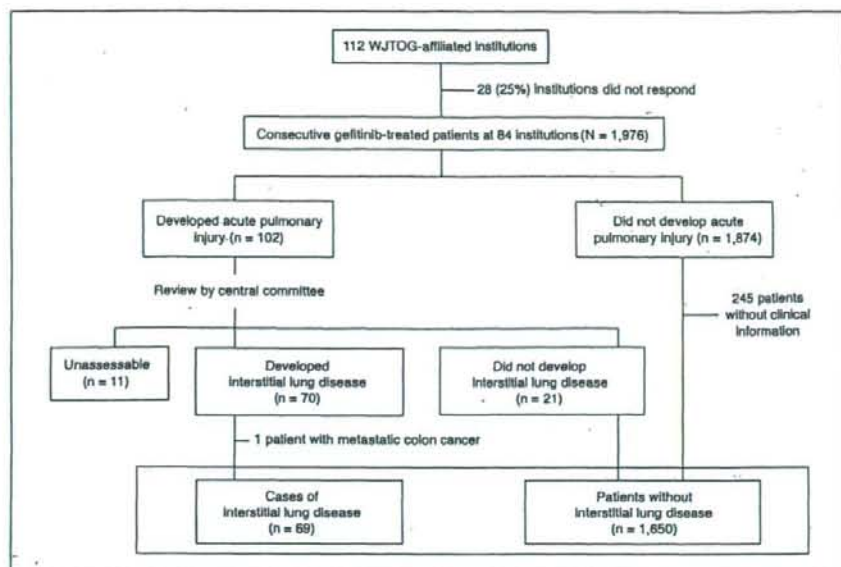 112 WJTOG-affiliated institutions
28 (25%) institutions did not respond
Consecutive gefitinib-treated patients at 84 institutions (N = 1,976)
Developed acute pulmonary
injury (n = 102)
Did not develop acute
pulmonary injury (n = 1,874)
Review by central committee
245 patients
without clinical
information
Unassessable
(n = 11)
Developed
interstitial lung disease
(n = 70)
Did not develop
interstitial lung disease
(n = 21)
1 patient with metastatic colon cancer
Cases of
interstitial lung disease
(n = 69)
Patients without
interstitial lung disease
(n = 1,650)